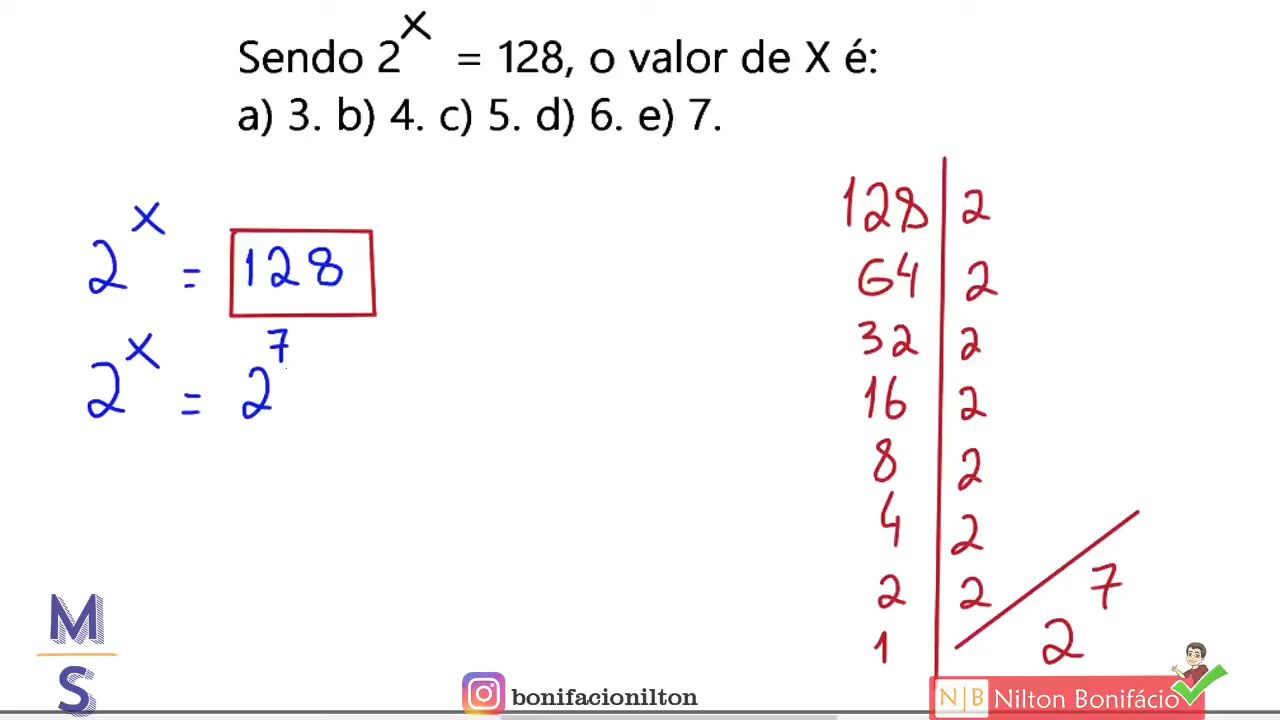 Sendo 2^x = 128, o valor de X é:
a) 3. b) 4. c) 5. d) 6. e) 7.
2^x = 128
2^x = 2^7
128 | 2
64 | 2
32 | 2
16 | 2
8 | 2
4 | 2
2 | 2
1
2^7
M
S
bonifacionilton
N|B Nilton Bonifácio